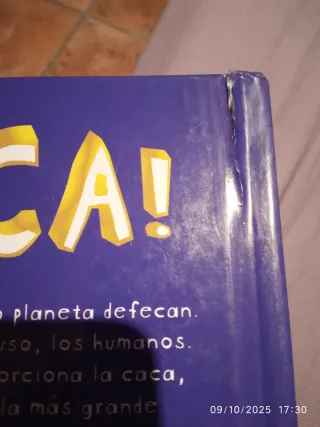 CA!
planeta defecan.
uso, los humanos.
orciona la caca,
la más grande
09/10/2025 17:30